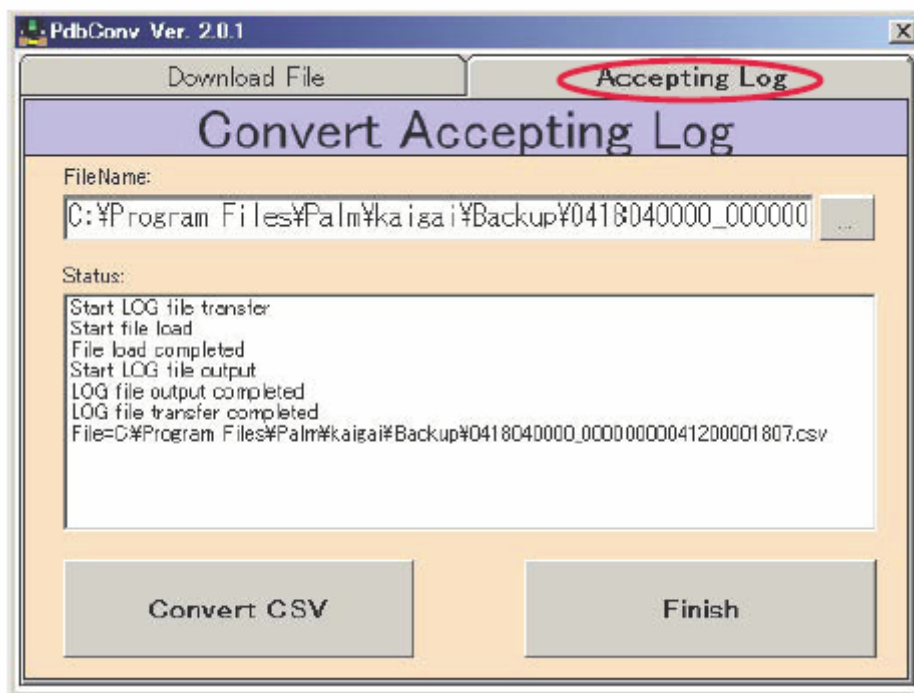 PdbConv Ver. 2.0.1
Download File
Accepting Log
Convert Accepting Log
FileName:
C:¥Program Files¥Palm¥kaigai¥Backup¥0418040000_000000
...
Status:
Start LOG file transfer
Start file load
File load completed
Start LOG file output
LOG file output completed
LOG file transfer completed
File=C¥Program Files¥Palm¥kaigai¥Backup¥0418040000_00000000041200001807.csv
Convert CSV
Finish